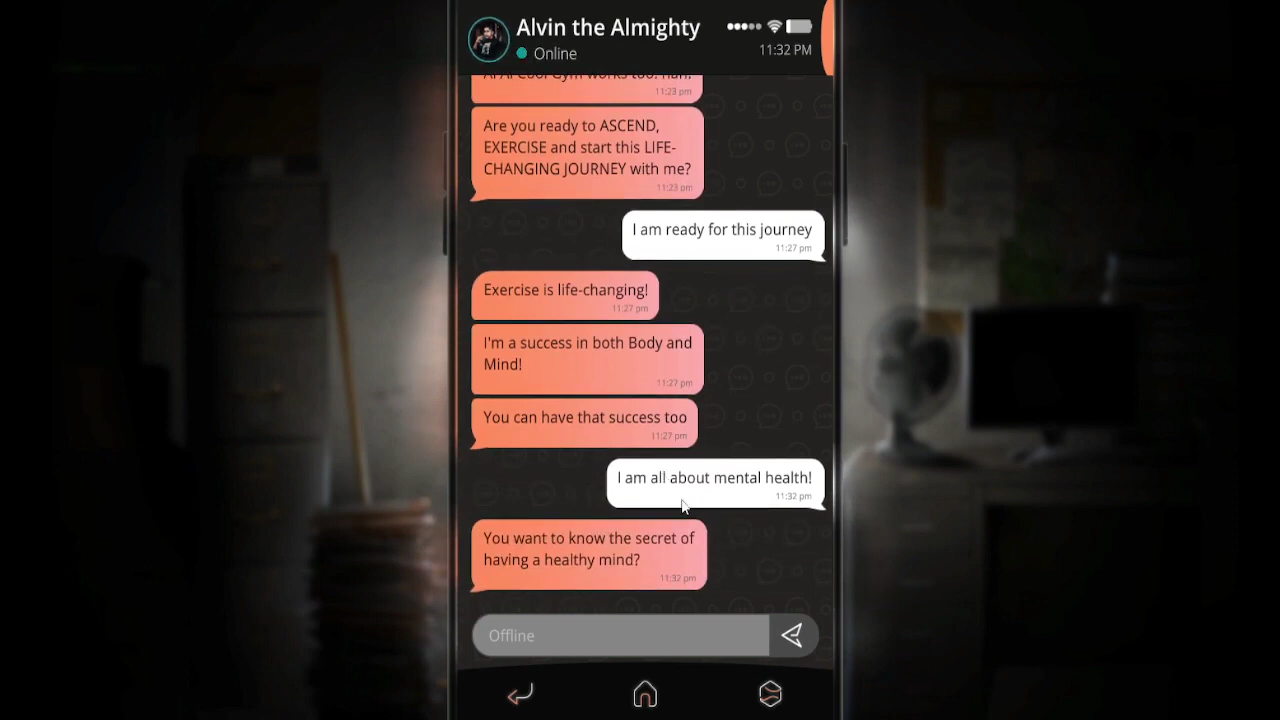 Alvin the Almighty
Online
11:32 PM
works too. hah!
11:23 pm
Are you ready to ASCEND,
EXERCISE and start this LIFE-
CHANGING JOURNEY with me?
11:23 pm
I am ready for this journey
11:27 pm
Exercise is life-changing!
11:27 pm
I'm a success in both Body and
Mind!
11:27 pm
You can have that success too
11:27 pm
I am all about mental health!
11:32 pm
You want to know the secret of
having a healthy mind?
11:32 pm
Offline